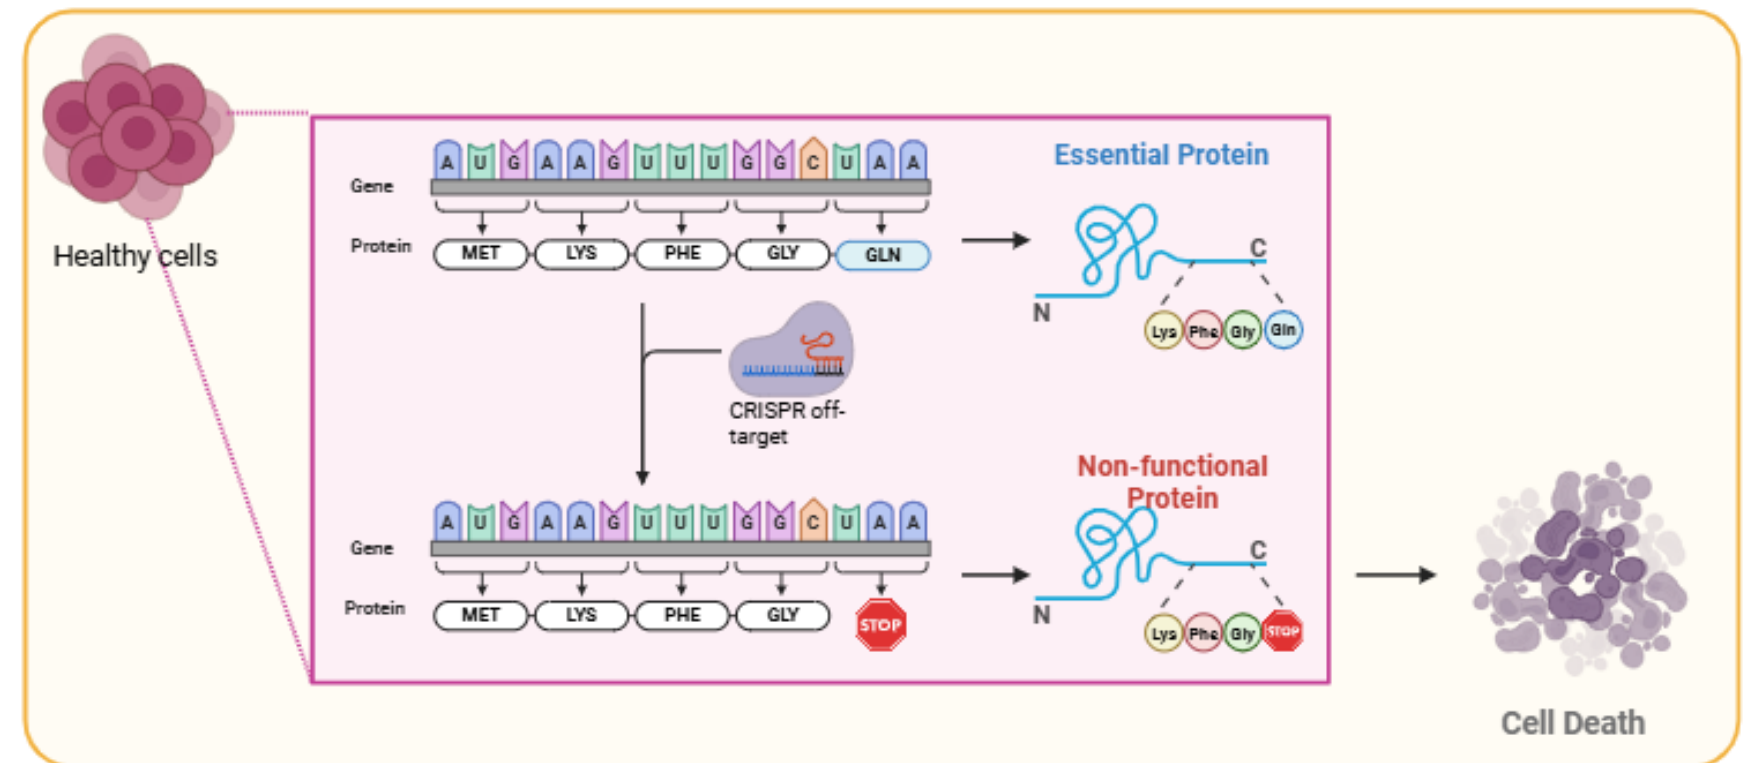 Healthy cells
A U G A A G U U U G G C U A A
Gene
Protein
MET LYS PHE GLY GLN
Essential Protein
C
N
Lys Phe Gly Gln
CRISPR off-
target
A U G A A G U U U G G C U A A
Gene
Protein
MET LYS PHE GLY STOP
Non-functional
Protein
C
N
Lys Phe Gly STOP
Cell Death